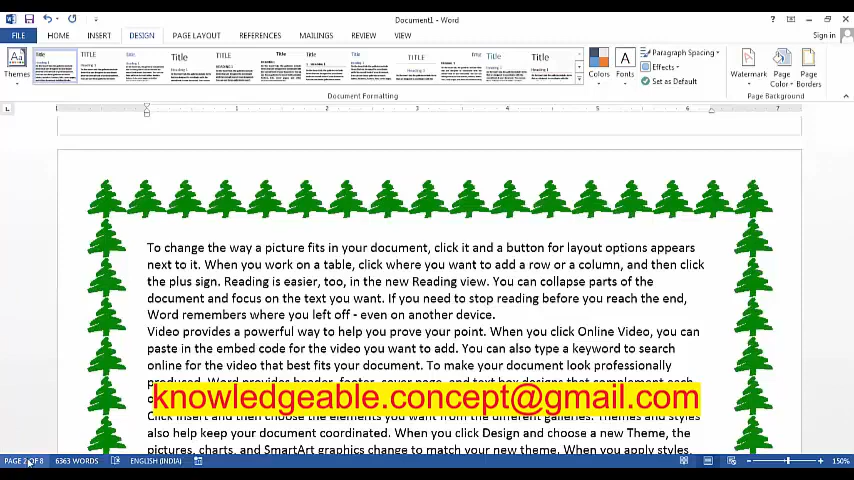 Document1 - Word
Sign in
FILE HOME INSERT DESIGN PAGE LAYOUT REFERENCES MAILINGS REVIEW VIEW
Themes
Colors
Fonts
Paragraph Spacing
Effects
Set as Default
Watermark
Page Color
Page Borders
Document Formatting
Page Background
1 2 3 4 5 6 7
To change the way a picture fits in your document, click it and a button for layout options appears
next to it. When you work on a table, click where you want to add a row or a column, and then click
the plus sign. Reading is easier, too, in the new Reading view. You can collapse parts of the
document and focus on the text you want. If you need to stop reading before you reach the end,
Word remembers where you left off - even on another device.
Video provides a powerful way to help you prove your point. When you click Online Video, you can
paste in the embed code for the video you want to add. You can also type a keyword to search
online for the video that best fits your document. To make your document look professionally
knowledgeable.concept@gmail.com
Click Insert and then choose the elements you want from the different galleries. Themes and styles
also help keep your document coordinated. When you click Design and choose a new Theme, the
pictures, charts, and SmartArt graphics change to match your new theme. When you apply styles,
PAGE 2 OF 8 6363 WORDS ENGLISH (INDIA) 150%